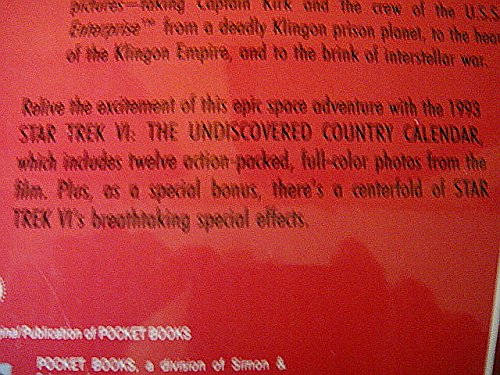 pictures—taking Captain Kirk and the crew of the U.S.S.
Enterprise™ from a deadly Klingon prison planet, to the hear
of the Klingon Empire, and to the brink of interstellar war.
Relive the excitement of this epic space adventure with the 1993
STAR TREK VI: THE UNDISCOVERED COUNTRY CALENDAR,
which includes twelve action-packed, full-color photos from the
film. Plus, as a special bonus, there's a centerfold of STAR
TREK VI's breathtaking special effects.
ginal Publication of POCKET BOOKS
POCKET BOOKS, a division of Simon &